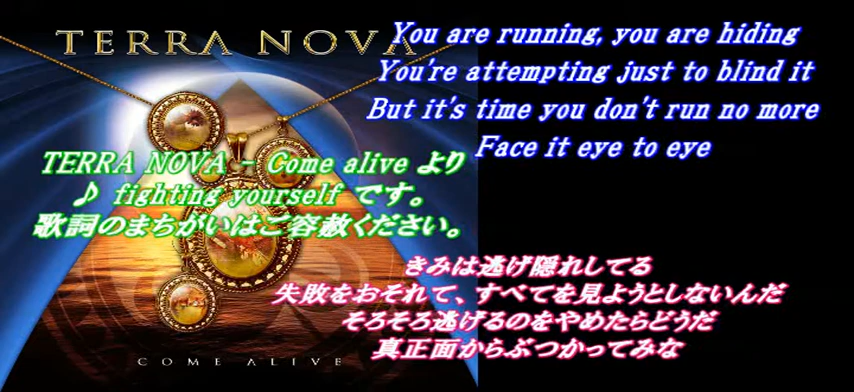 TERRA NOVA
You are running, you are hiding
You're attempting just to blind it
But it's time you don't run no more
Face it eye to eye
TERRA NOVA - Come alive より
♪ fighting yourself です。
歌詞のまちがいはご容赦ください。
きみは逃げ隠れしてる
失敗をおそれて、すべてを見ようとしないんだ
そろそろ逃げるのをやめたらどうだ
真正面からぶつかってみな
COME ALIVE